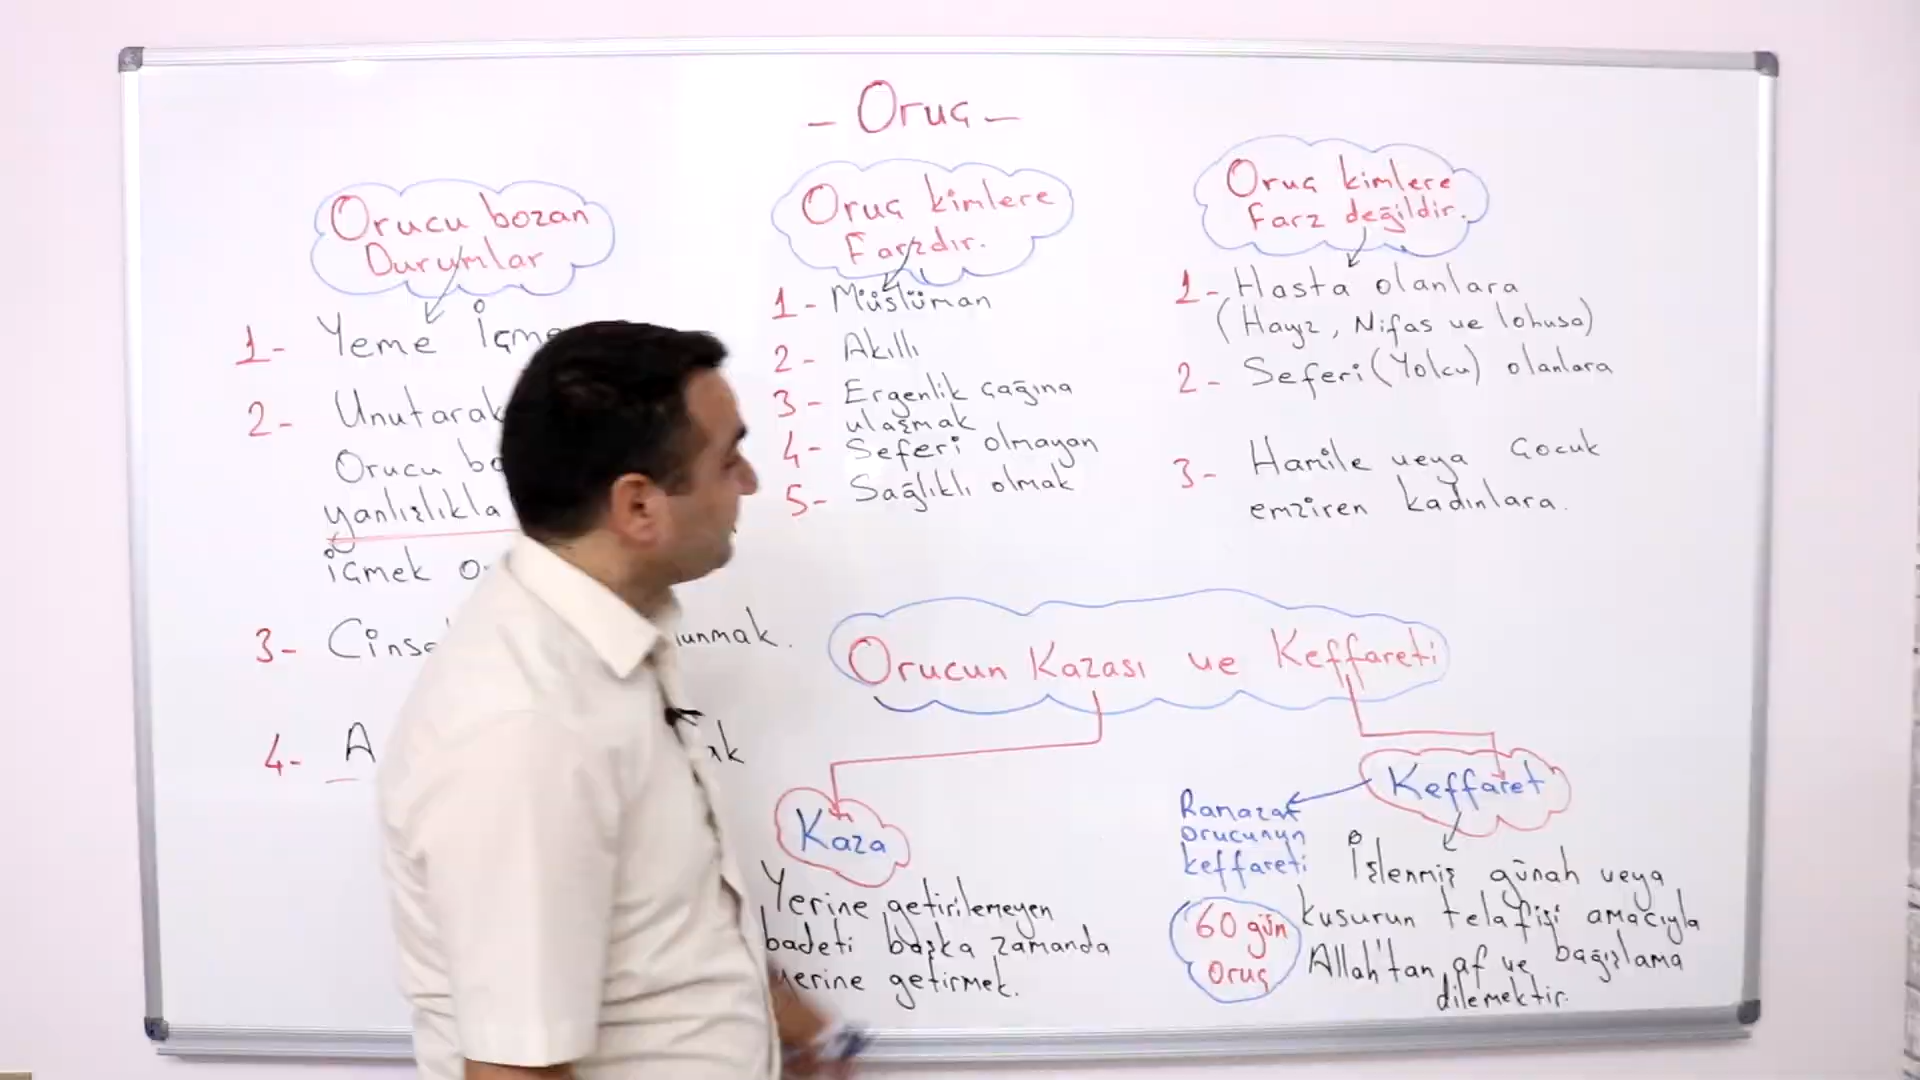 - Oruç -
Orucu bozan
Durumlar
1- Yeme İçme
2- Unutarak
Orucu
yanlışlıkla
içmek
3-
4-
Oruç kimlere
Farzdır.
1- Müslüman
2- Akıllı
3- Ergenlik çağına
ulaşmak
4- Seferi olmayan
5- Sağlıklı olmak
Oruç kimlere
Farz değildir.
1- Hasta olanlara
(Hayız, Nifas ve lohusa)
2- Seferi (Yolcu) olanlara
3- Hamile veya Çocuk
emziren kadınlara.
Orucun Kazası ve Keffareti
Kaza
Yerine getirilemeyen
badeti başka zamanda
yerine getirmek.
Keffaret
İşlenmiş günah veya
kusurun telafisi amacıyla
Allah'tan af ve bağışlama
dilemektir.
Ramazan
orucunun
keffareti
60 gün
Oruç